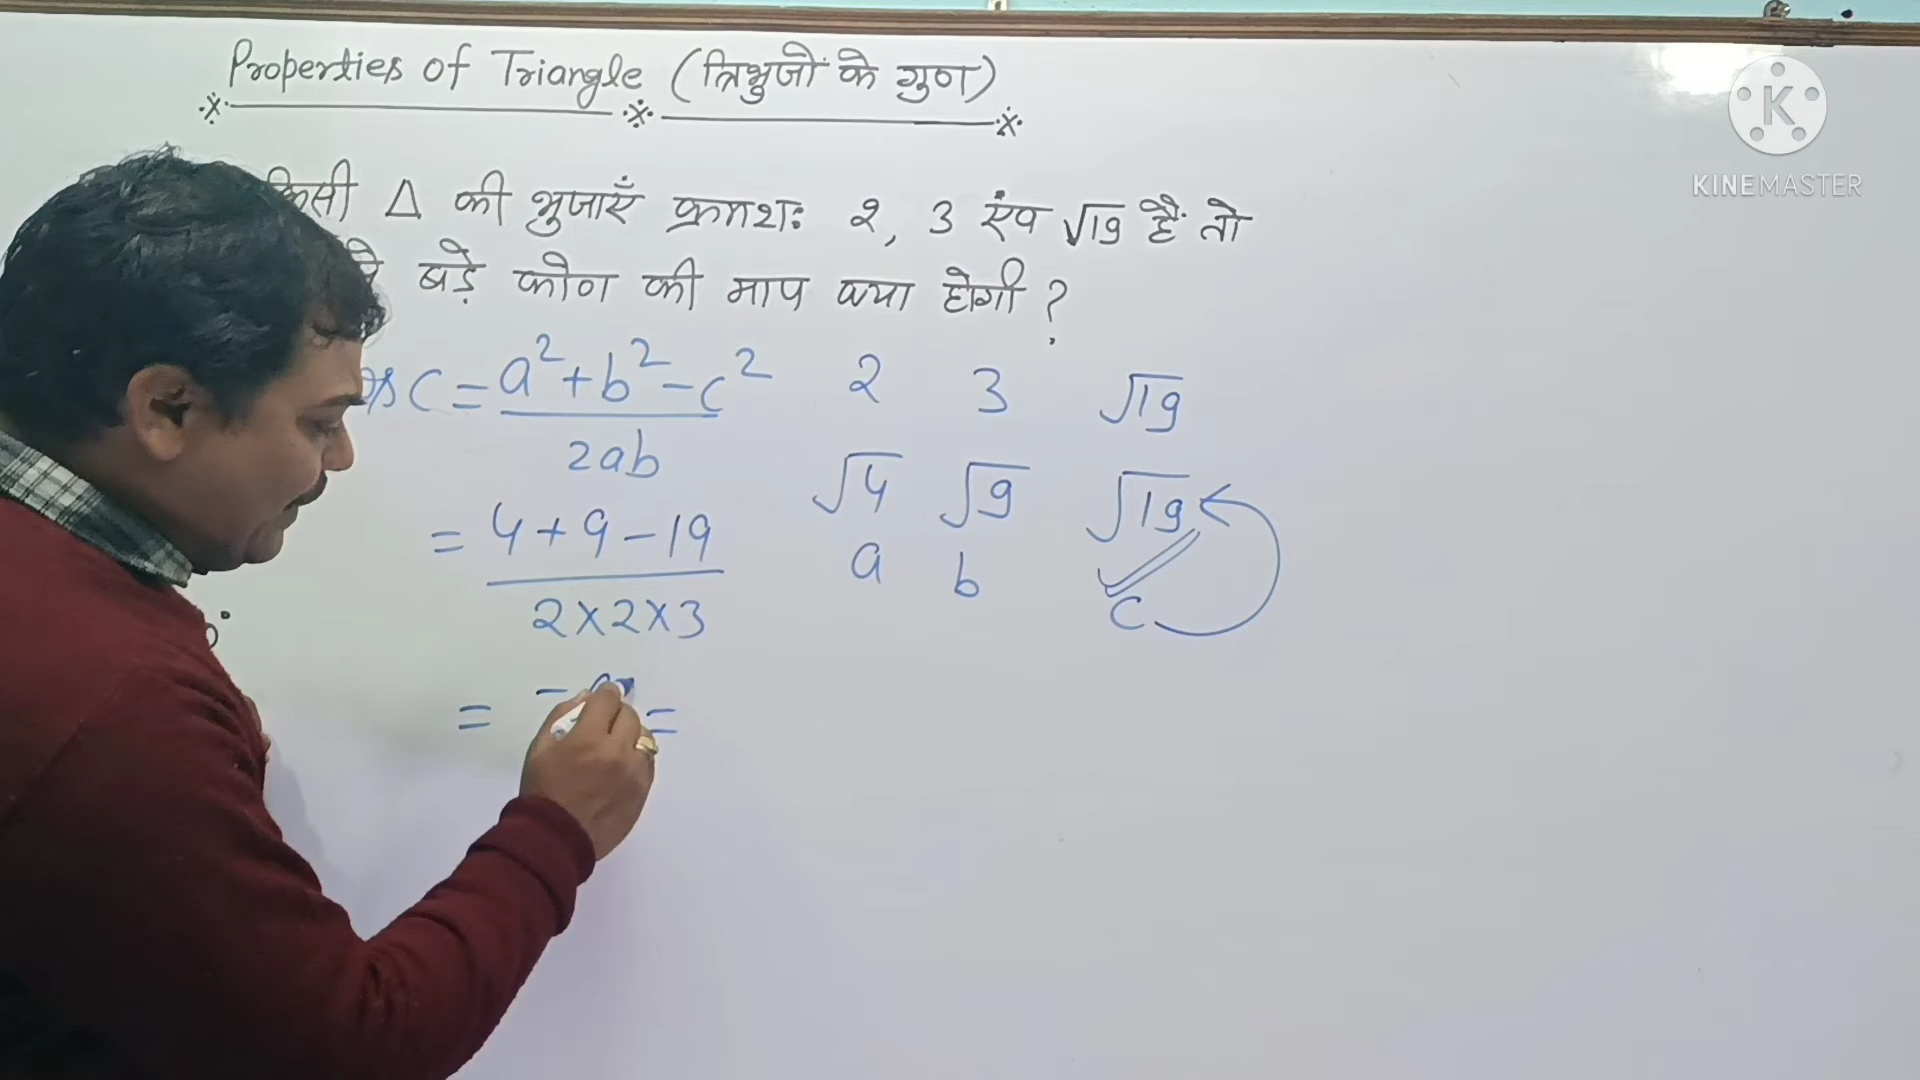 Properties of Triangle (त्रिभुजों के गुण)
K
KINEMASTER
किसी Δ की भुजाएँ क्रमशः 2, 3 एंव √19 हैं तो
बड़े कोण की माप क्या होगी ?
C = a² + b² - c² / 2ab
2 3 √19
√4 √9 √19
= 4 + 9 - 19 / 2×2×3
a b c
= - =